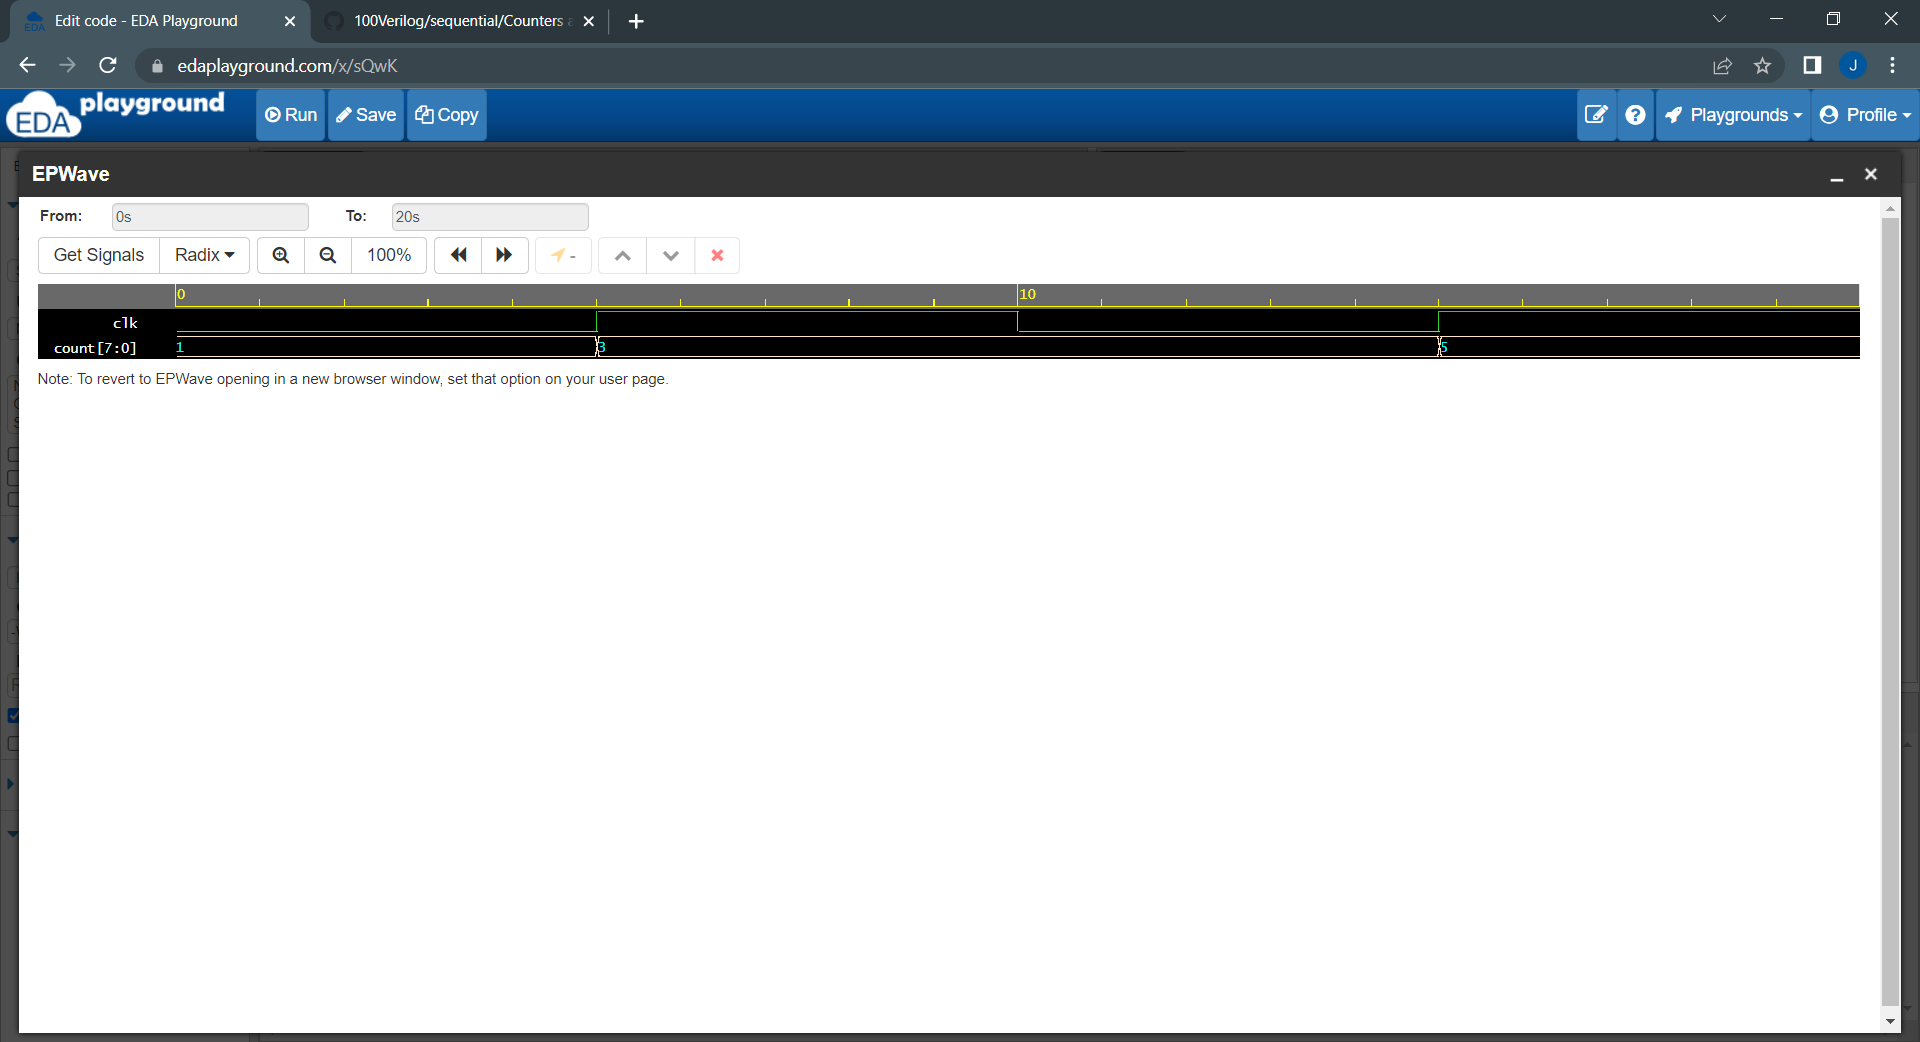 Edit code - EDA Playground
100Verilog/sequential/Counters
edaplayground.com/x/sQwK
J
EDA playground
Run
Save
Copy
Playgrounds
Profile
EPWave
From:
0s
To:
20s
Get Signals
Radix
100%
-
0
10
clk
count[7:0]
1
3
5
Note: To revert to EPWave opening in a new browser window, set that option on your user page.